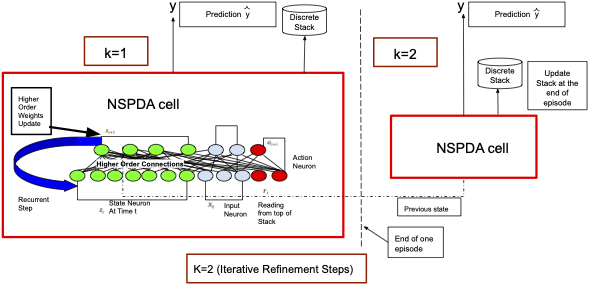 y
Prediction ŷ
Discrete
Stack
k=1
NSPDA cell
Higher
Order
Weights
Update
Higher Order Connections
Action
Neuron
Recurrent
Step
State Neuron
At Time t
Input
Neuron
Reading
from top of
Stack
y
Prediction ŷ
k=2
Discrete
Stack
Update
Stack at the
end of
episode
NSPDA cell
Previous state
End of one
episode
K=2 (Iterative Refinement Steps)